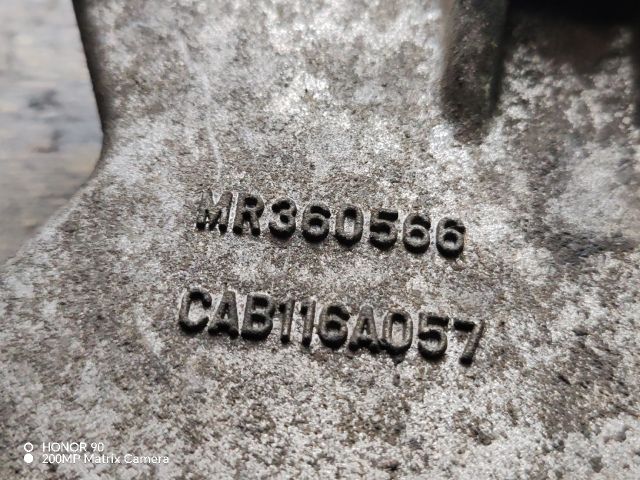 MR360566
CAB116A057
HONOR 90
200MP Matrix Camera